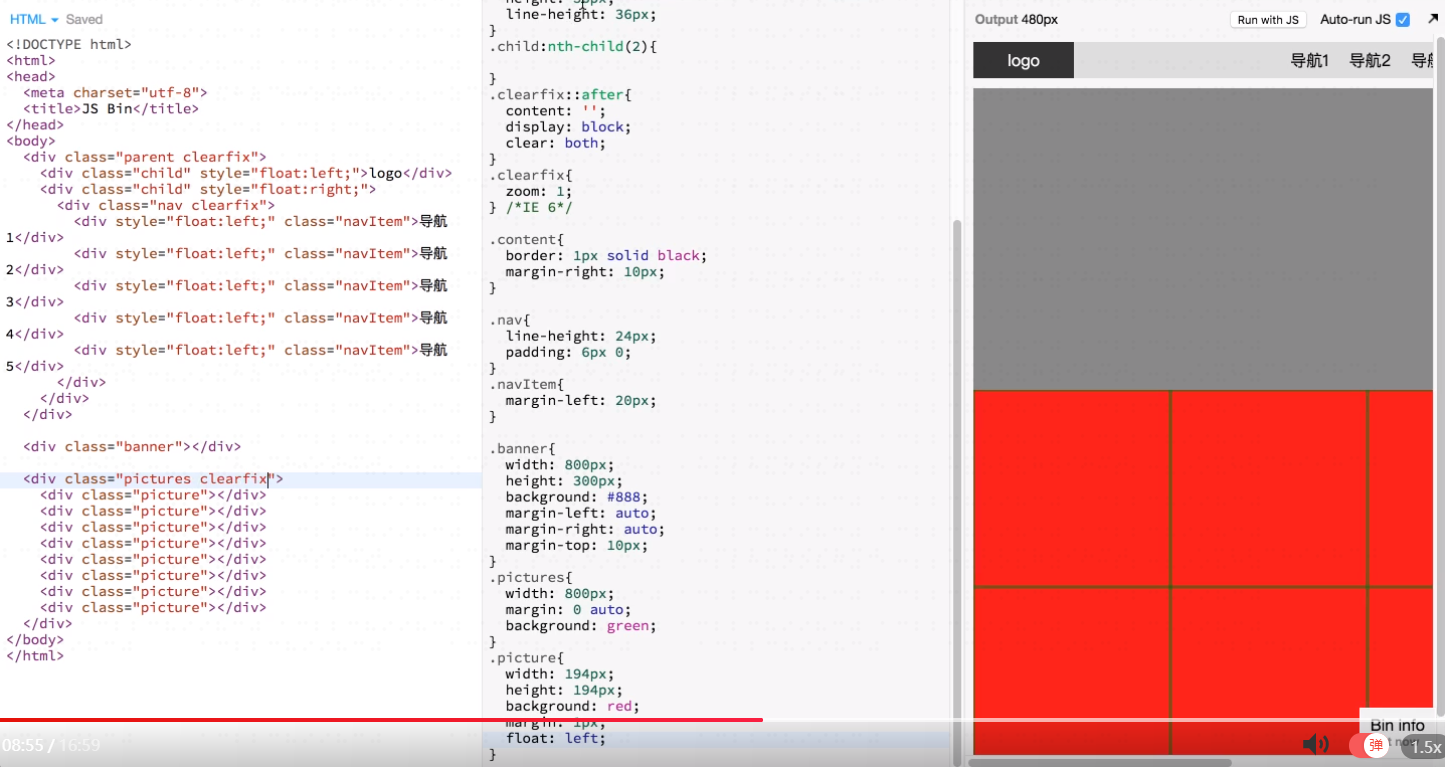 HTML Saved
<!DOCTYPE html>
<html>
<head>
<meta charset="utf-8">
<title>JS Bin</title>
</head>
<body>
<div class="parent clearfix">
<div class="child" style="float:left;">logo</div>
<div class="child" style="float:right;">
<div class="nav clearfix">
<div style="float:left;" class="navItem">导航
1</div>
<div style="float:left;" class="navItem">导航
2</div>
<div style="float:left;" class="navItem">导航
3</div>
<div style="float:left;" class="navItem">导航
4</div>
<div style="float:left;" class="navItem">导航
5</div>
</div>
</div>
</div>
<div class="banner"></div>
<div class="pictures clearfix">
<div class="picture"></div>
<div class="picture"></div>
<div class="picture"></div>
<div class="picture"></div>
<div class="picture"></div>
<div class="picture"></div>
<div class="picture"></div>
<div class="picture"></div>
</div>
</body>
</html>
line-height: 36px;
}
.child:nth-child(2){
}
.clearfix::after{
content: '';
display: block;
clear: both;
}
.clearfix{
zoom: 1;
} /*IE 6*/
.content{
border: 1px solid black;
margin-right: 10px;
}
.nav{
line-height: 24px;
padding: 6px 0;
}
.navItem{
margin-left: 20px;
}
.banner{
width: 800px;
height: 300px;
background: #888;
margin-left: auto;
margin-right: auto;
margin-top: 10px;
}
.pictures{
width: 800px;
margin: 0 auto;
background: green;
}
.picture{
width: 194px;
height: 194px;
background: red;
margin: 1px;
float: left;
}
Output 480px
Run with JS
Auto-run JS
logo
导航1 导航2 导航
Bin info
08:55 / 16:59
弹
1.5x